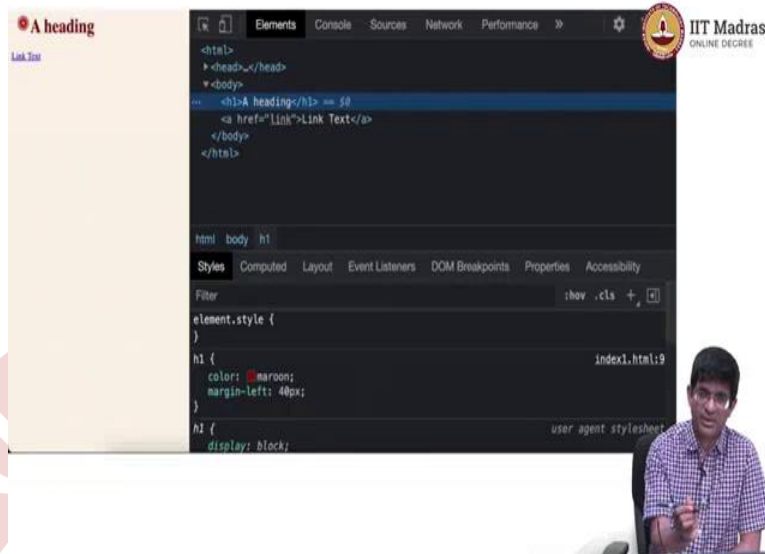 A heading
Link Text
Elements Console Sources Network Performance »
IIT Madras
ONLINE DEGREE
<html>
<head>…</head>
<body>
… <h1>A heading</h1> == $0
<a href="link">Link Text</a>
</body>
</html>
html body h1
Styles Computed Layout Event Listeners DOM Breakpoints Properties Accessibility
Filter :hov .cls +
element.style {
}
h1 { index1.html:9
color: maroon;
margin-left: 40px;
}
h1 { user agent stylesheet
display: block;